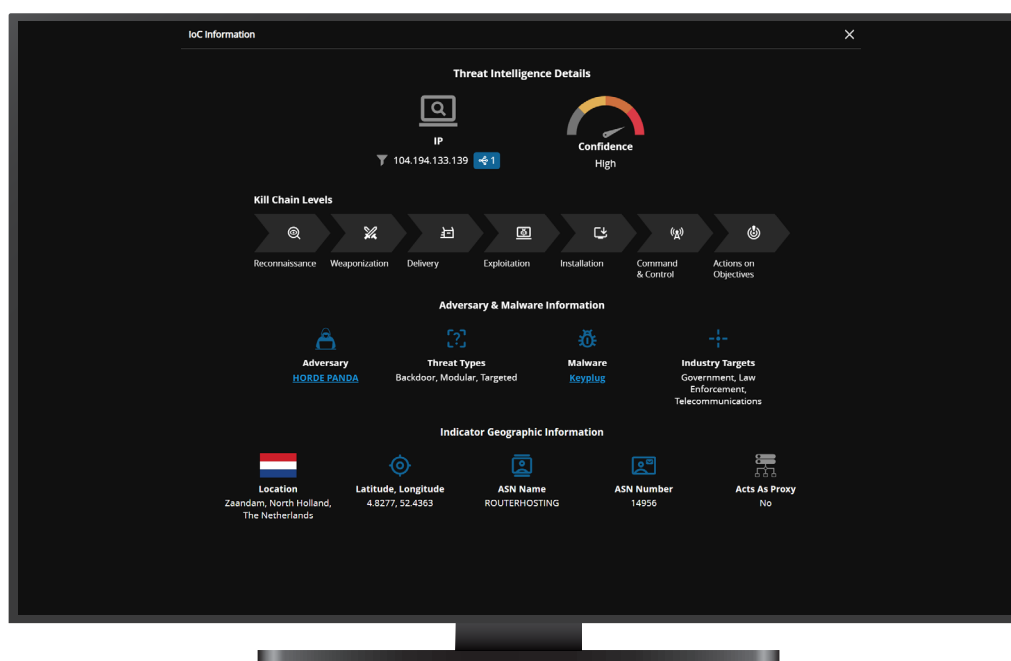 IoC Information
Threat Intelligence Details
IP
104.194.133.139
1
Confidence
High
Kill Chain Levels
Reconnaissance
Weaponization
Delivery
Exploitation
Installation
Command
& Control
Actions on
Objectives
Adversary & Malware Information
Adversary
HORDE PANDA
Threat Types
Backdoor, Modular, Targeted
Malware
Keyplug
Industry Targets
Government, Law
Enforcement,
Telecommunications
Indicator Geographic Information
Location
Zaandam, North Holland,
The Netherlands
Latitude, Longitude
4.8277, 52.4363
ASN Name
ROUTERHOSTING
ASN Number
14956
Acts As Proxy
No